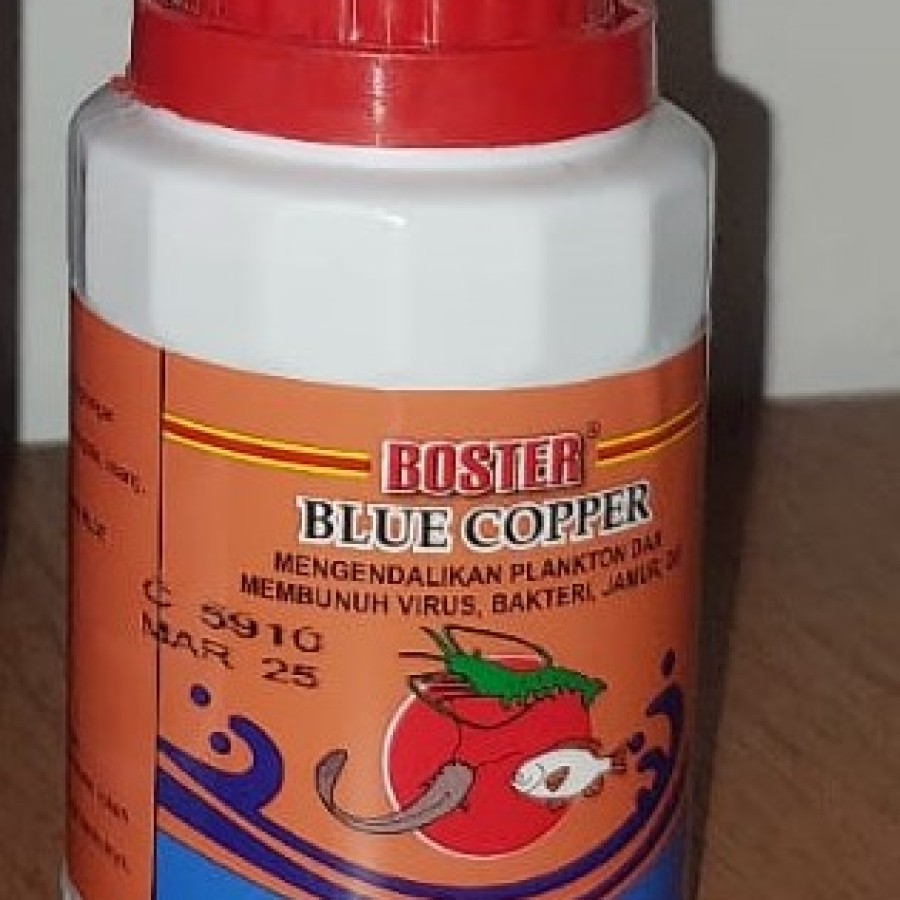 BOSTER®
BLUE COPPER
MENGENDALIKAN PLANKTON DAN
MEMBUNUH VIRUS, BAKTERI, JAMUR,
C 5910
MAR 25